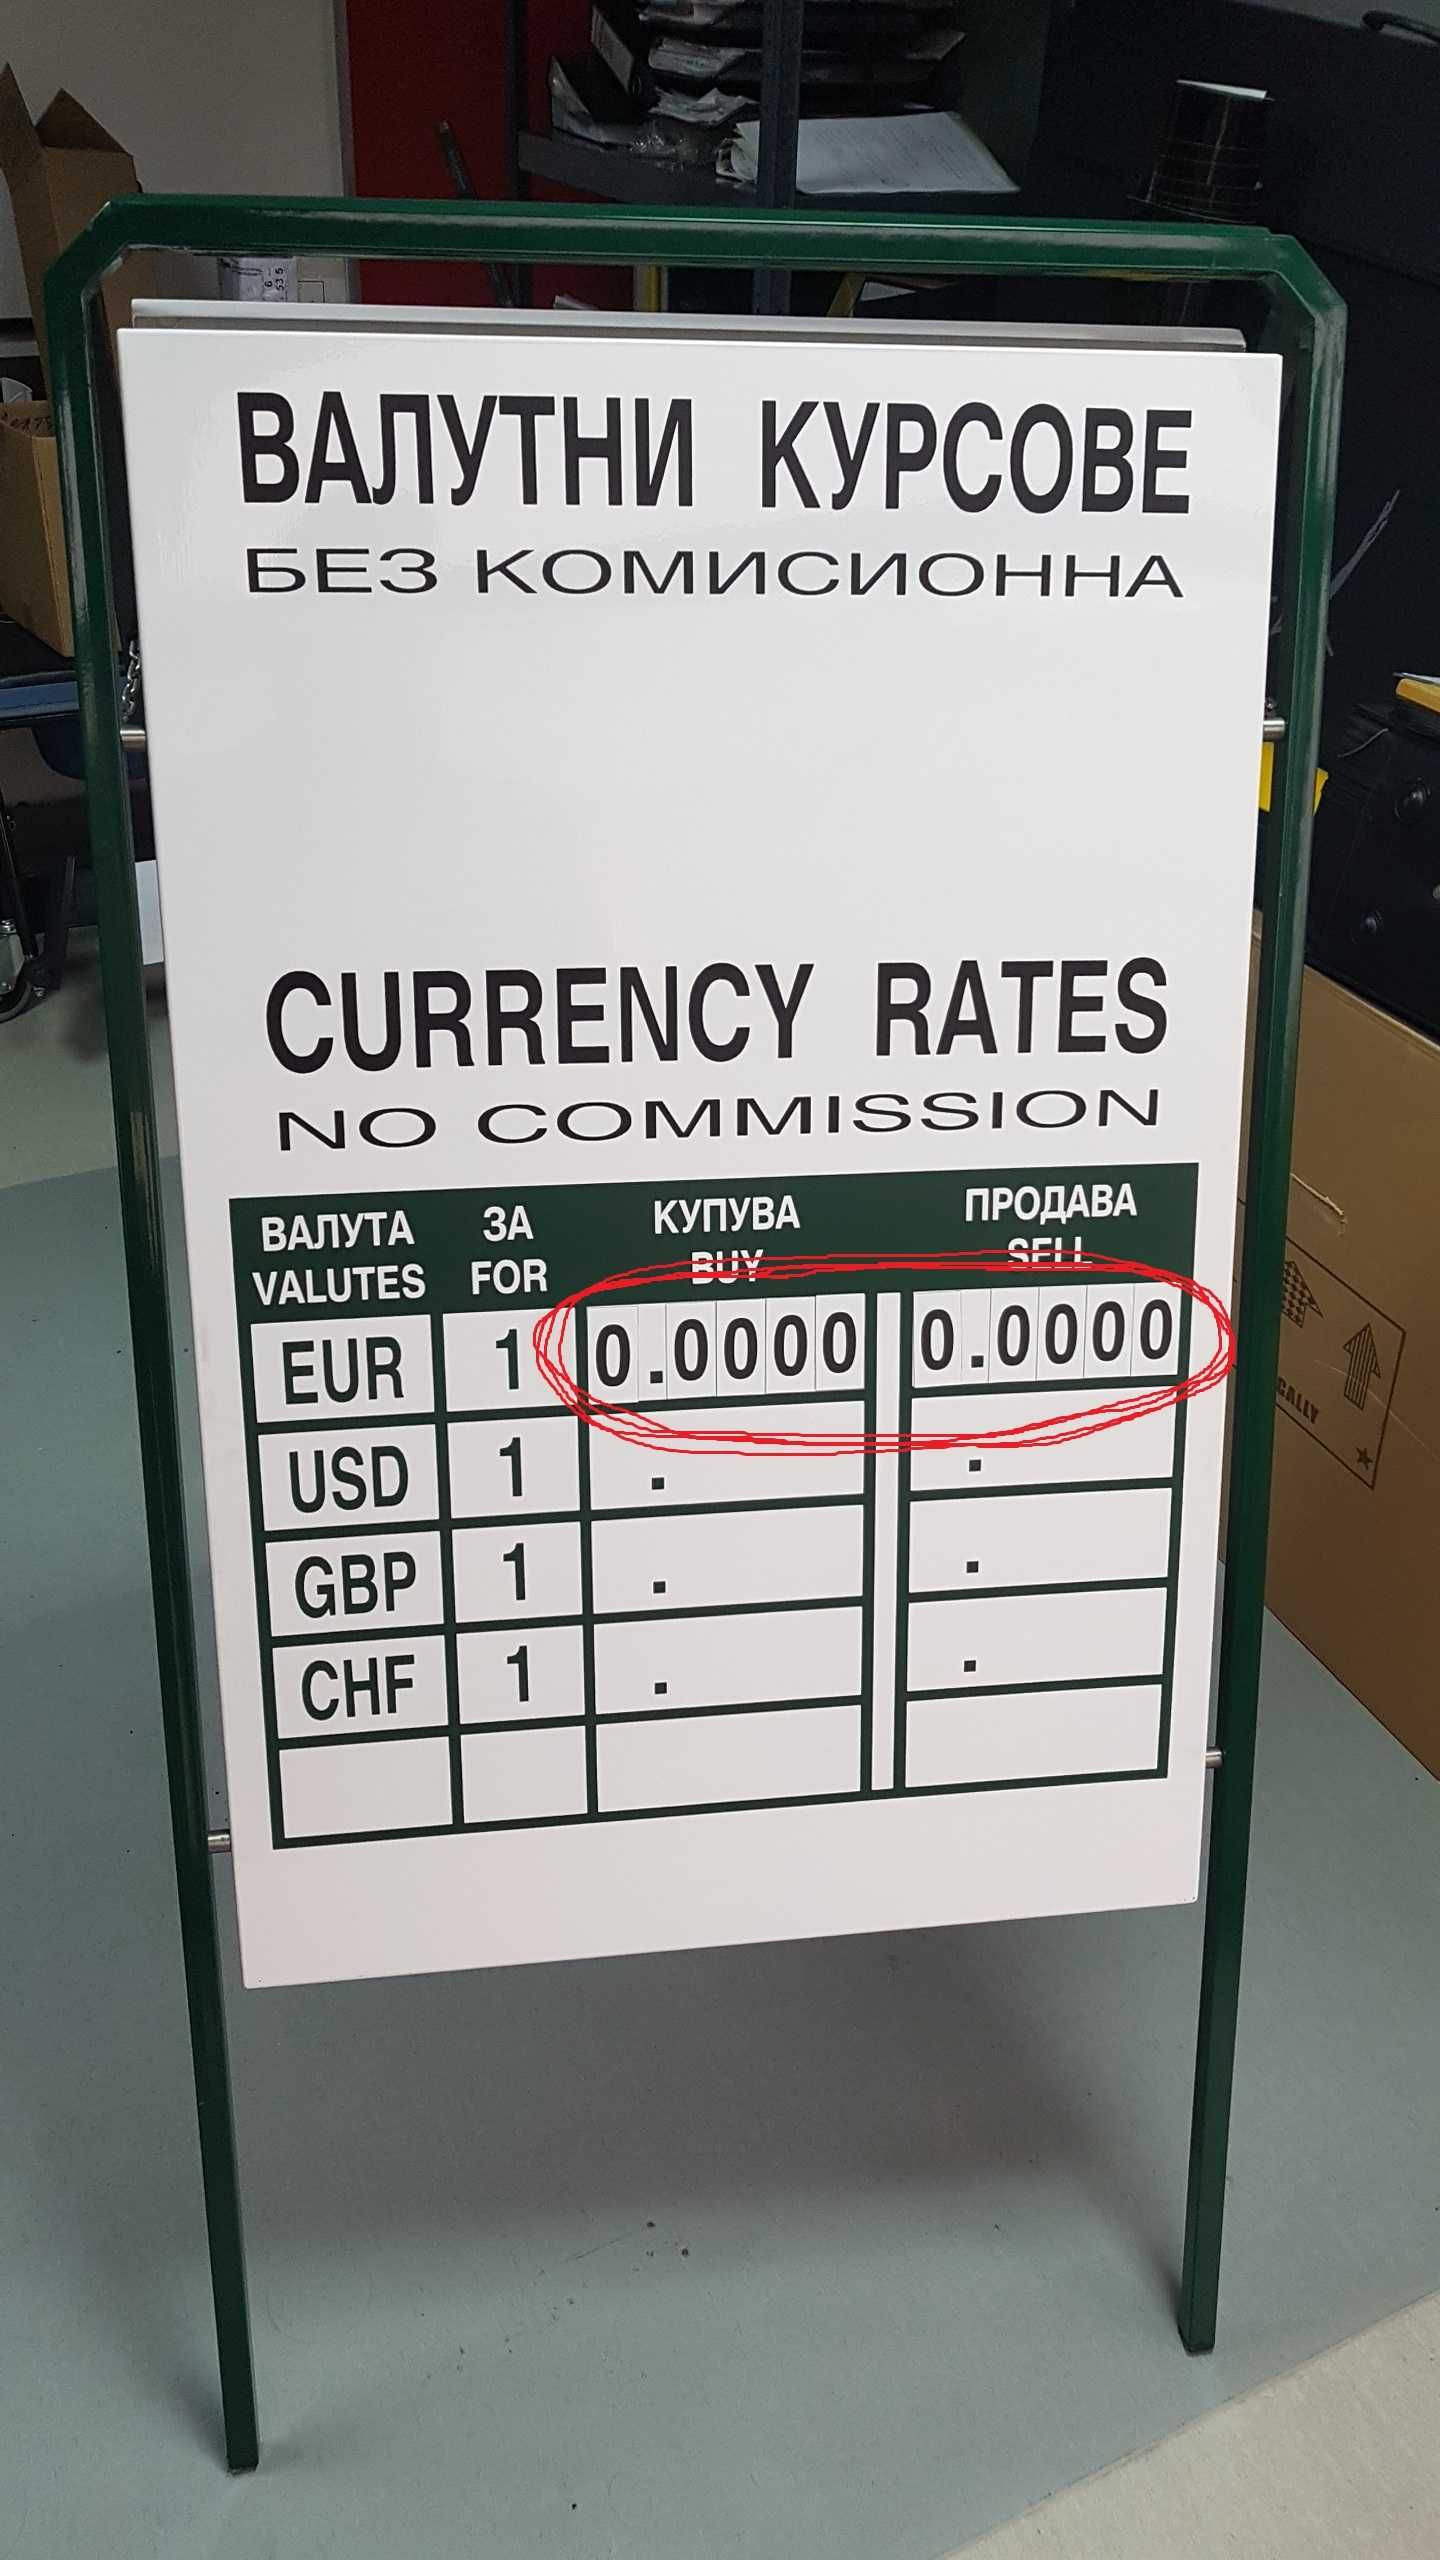 ВАЛУТНИ КУРСОВЕ
БЕЗ КОМИСИОННА
CURRENCY RATES
NO COMMISSION
ВАЛУТА ЗА КУПУВА ПРОДАВА
VALUTES FOR BUY SELL
EUR 1 0.0000 0.0000
USD 1 . .
GBP 1 . .
CHF 1 . .
CALLY